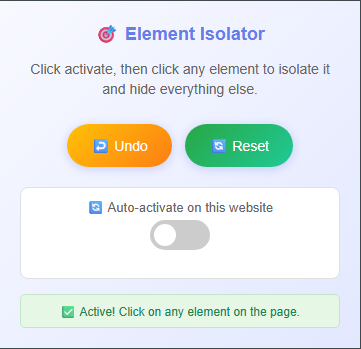 🎯 Element Isolator
Click activate, then click any element to isolate it
and hide everything else.
↩️ Undo
🔄 Reset
🔄 Auto-activate on this website
✅ Active! Click on any element on the page.